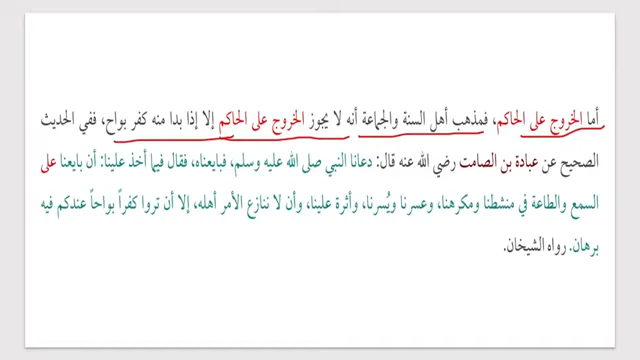 أما الخروج على الحاكم، فمذهب أهل السنة والجماعة أنه لا يجوز الخروج على الحاكم إلا إذا بدا منه كفر بواح، ففي الحديث
الصحيح عن عبادة بن الصامت رضي الله عنه قال: دعانا النبي صلى الله عليه وسلم، فبايعناه، فقال فيما أخذ علينا: أن بايعنا على
السمع والطاعة في منشطنا ومكرهنا، وعسرنا ويُسرنا، وأثرة علينا، وأن لا ننازع الأمر أهله، إلا أن تروا كفراً بواحاً عندكم فيه
برهان. رواه الشيخان.